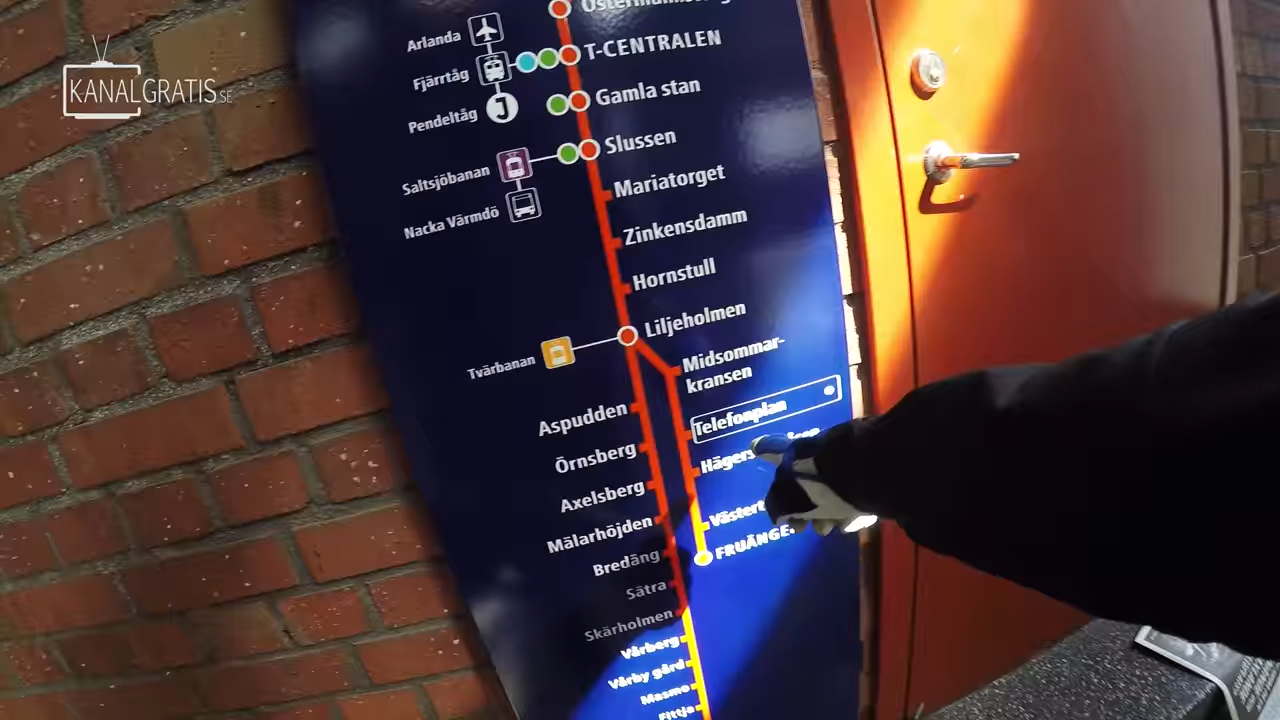 KANALGRATIS.SE
Arlanda
T-CENTRALEN
Fjärrtåg
Gamla stan
Pendeltåg
J
Slussen
Saltsjöbanan
Mariatorget
Nacka Värmdö
Zinkensdamm
Hornstull
Liljeholmen
Tvärbanan
Midsommar-
kransen
Aspudden
Telefonplan
Örnsberg
Axelsberg
Mälarhöjden
Bredäng
Sätra
Skärholmen
Vårberg
Vårby gård
Masmo
Fittja